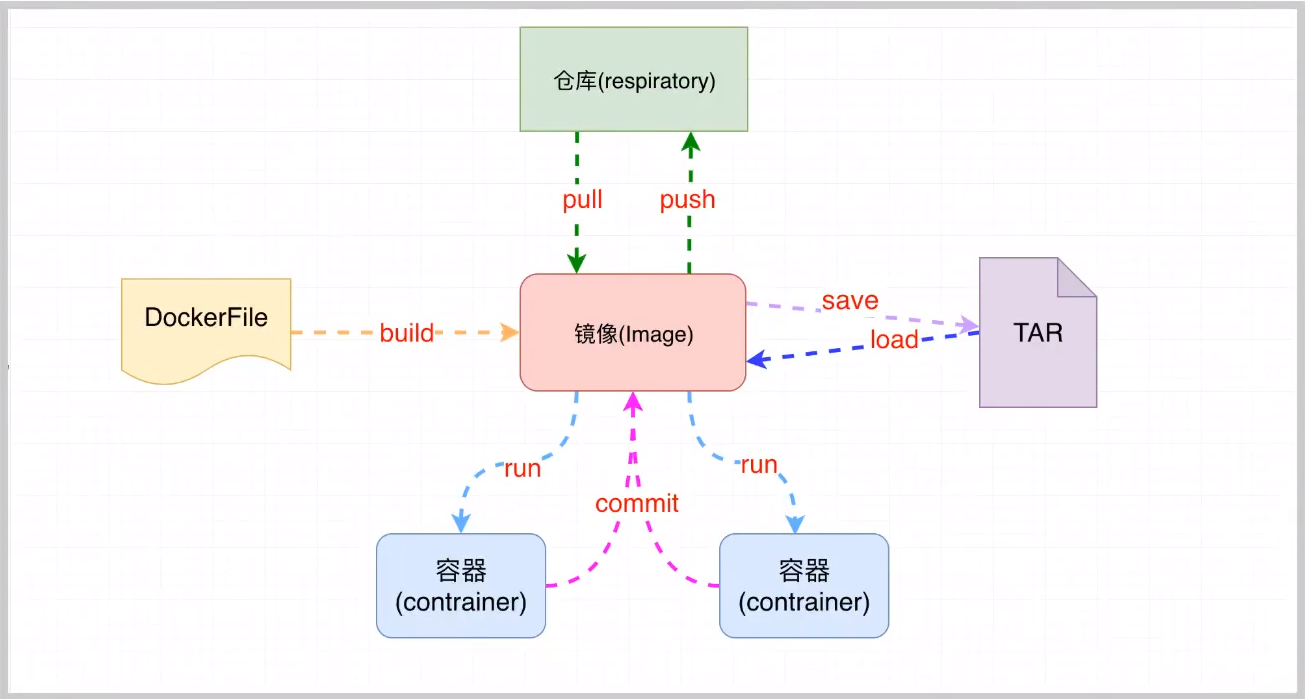 仓库(respiratory)
pull
push
DockerFile
build
镜像(Image)
save
load
TAR
run
run
commit
容器
(contrainer)
容器
(contrainer)